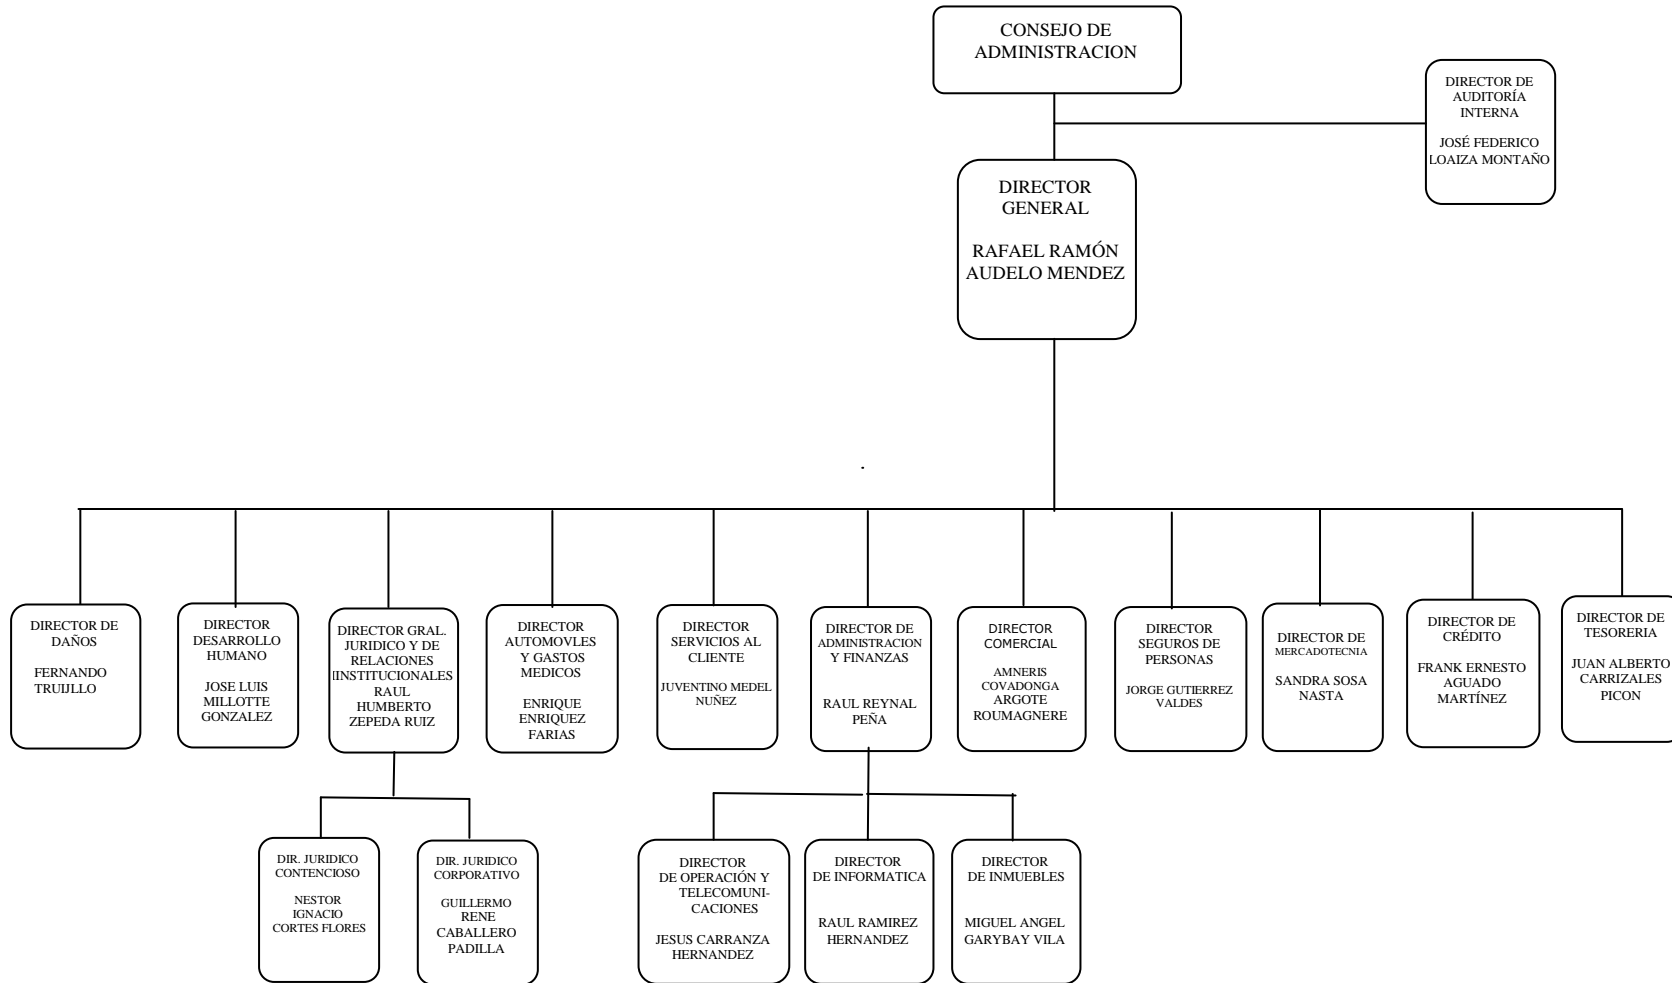 CONSEJO DE
ADMINISTRACION
DIRECTOR DE
AUDITORÍA
INTERNA
JOSÉ FEDERICO
LOAIZA MONTAÑO
DIRECTOR
GENERAL
RAFAEL RAMÓN
AUDELO MENDEZ
.
DIRECTOR DE
DAÑOS
FERNANDO
TRUIJLLO
DIRECTOR
DESARROLLO
HUMANO
JOSE LUIS
MILLOTTE
GONZALEZ
DIRECTOR GRAL.
JURIDICO Y DE
RELACIONES
IINSTITUCIONALES
RAUL
HUMBERTO
ZEPEDA RUIZ
DIRECTOR
AUTOMOVLES
Y GASTOS
MEDICOS
ENRIQUE
ENRIQUEZ
FARIAS
DIRECTOR
SERVICIOS AL
CLIENTE
JUVENTINO MEDEL
NUÑEZ
DIRECTOR DE
ADMINISTRACION
Y FINANZAS
RAUL REYNAL
PEÑA
DIRECTOR
COMERCIAL
AMNERIS
COVADONGA
ARGOTE
ROUMAGNERE
DIRECTOR
SEGUROS DE
PERSONAS
JORGE GUTIERREZ
VALDES
DIRECTOR DE
MERCADOTECNIA
SANDRA SOSA
NASTA
DIRECTOR DE
CRÉDITO
FRANK ERNESTO
AGUADO
MARTÍNEZ
DIRECTOR DE
TESORERIA
JUAN ALBERTO
CARRIZALES
PICON
DIR. JURIDICO
CONTENCIOSO
NESTOR
IGNACIO
CORTES FLORES
DIR. JURIDICO
CORPORATIVO
GUILLERMO
RENE
CABALLERO
PADILLA
DIRECTOR
DE OPERACIÓN Y
TELECOMUNI-
CACIONES
JESUS CARRANZA
HERNANDEZ
DIRECTOR
DE INFORMATICA
RAUL RAMIREZ
HERNANDEZ
DIRECTOR
DE INMUEBLES
MIGUEL ANGEL
GARYBAY VILA